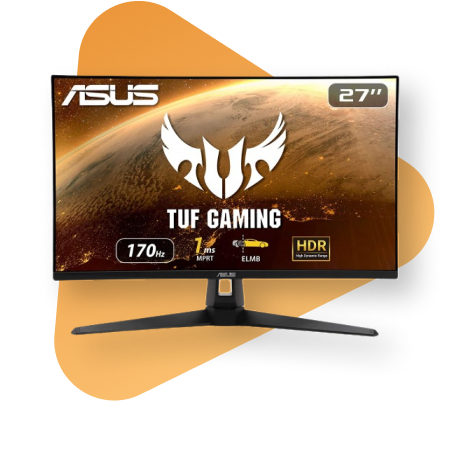 ASUS
27"
TUF GAMING
170Hz
1ms
MPRT
ELMB
HDR
High Dynamic Range
ASUS